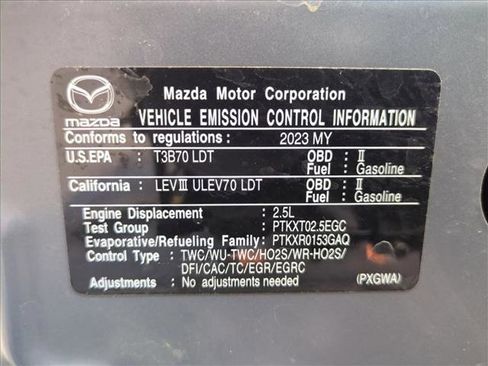 Mazda Motor Corporation
mazda
VEHICLE EMISSION CONTROL INFORMATION
Conforms to regulations : 2023 MY
U.S.EPA : T3B70 LDT OBD : Ⅱ
Fuel : Gasoline
California : LEVⅢ ULEV70 LDT OBD : Ⅱ
Fuel : Gasoline
Engine Displacement : 2.5L
Test Group : PTKXT02.5EGC
Evaporative/Refueling Family: PTKXR0153GAQ
Control Type : TWC/WU-TWC/HO2S/WR-HO2S/
DFI/CAC/TC/EGR/EGRC
Adjustments : No adjustments needed (PXGWA)